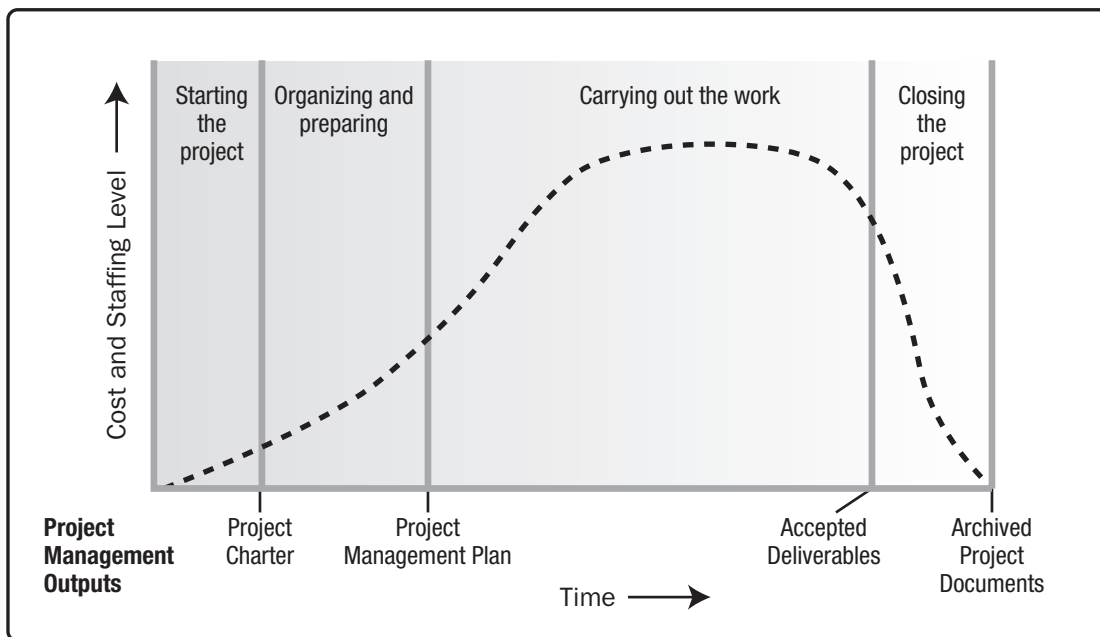 Starting
the
project
Organizing and
preparing
Carrying out the work
Closing
the
project
Cost and Staffing Level
Project
Management
Outputs
Project
Charter
Project
Management Plan
Accepted
Deliverables
Archived
Project
Documents
Time